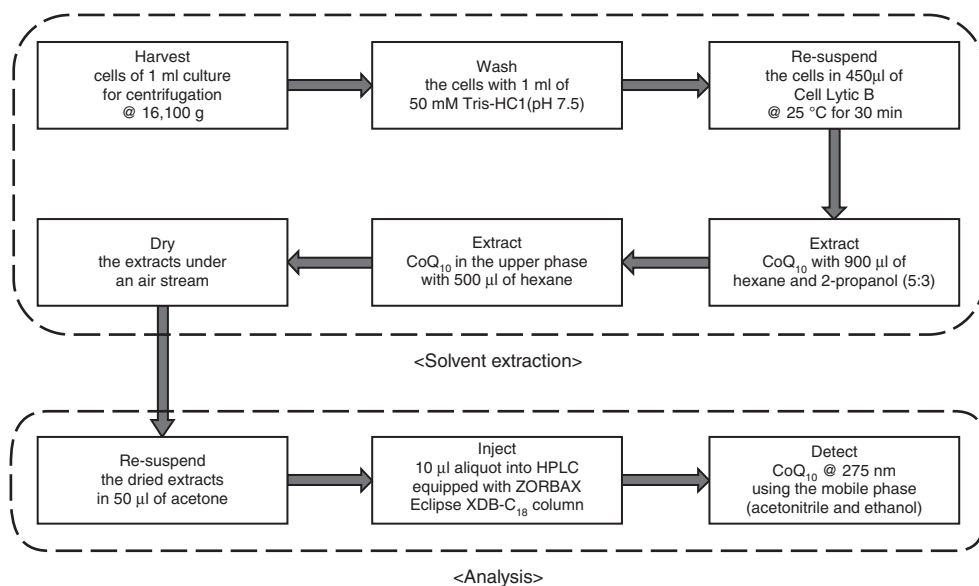 Harvest
cells of 1 ml culture
for centrifugation
@ 16,100 g
Wash
the cells with 1 ml of
50 mM Tris-HC1(pH 7.5)
Re-suspend
the cells in 450μl of
Cell Lytic B
@ 25 °C for 30 min
Extract
CoQ₁₀ with 900 μl of
hexane and 2-propanol (5:3)
Extract
CoQ₁₀ in the upper phase
with 500 μl of hexane
Dry
the extracts under
an air stream
<Solvent extraction>
Re-suspend
the dried extracts
in 50 μl of acetone
Inject
10 μl aliquot into HPLC
equipped with ZORBAX
Eclipse XDB-C₁₈ column
Detect
CoQ₁₀ @ 275 nm
using the mobile phase
(acetonitrile and ethanol)
<Analysis>